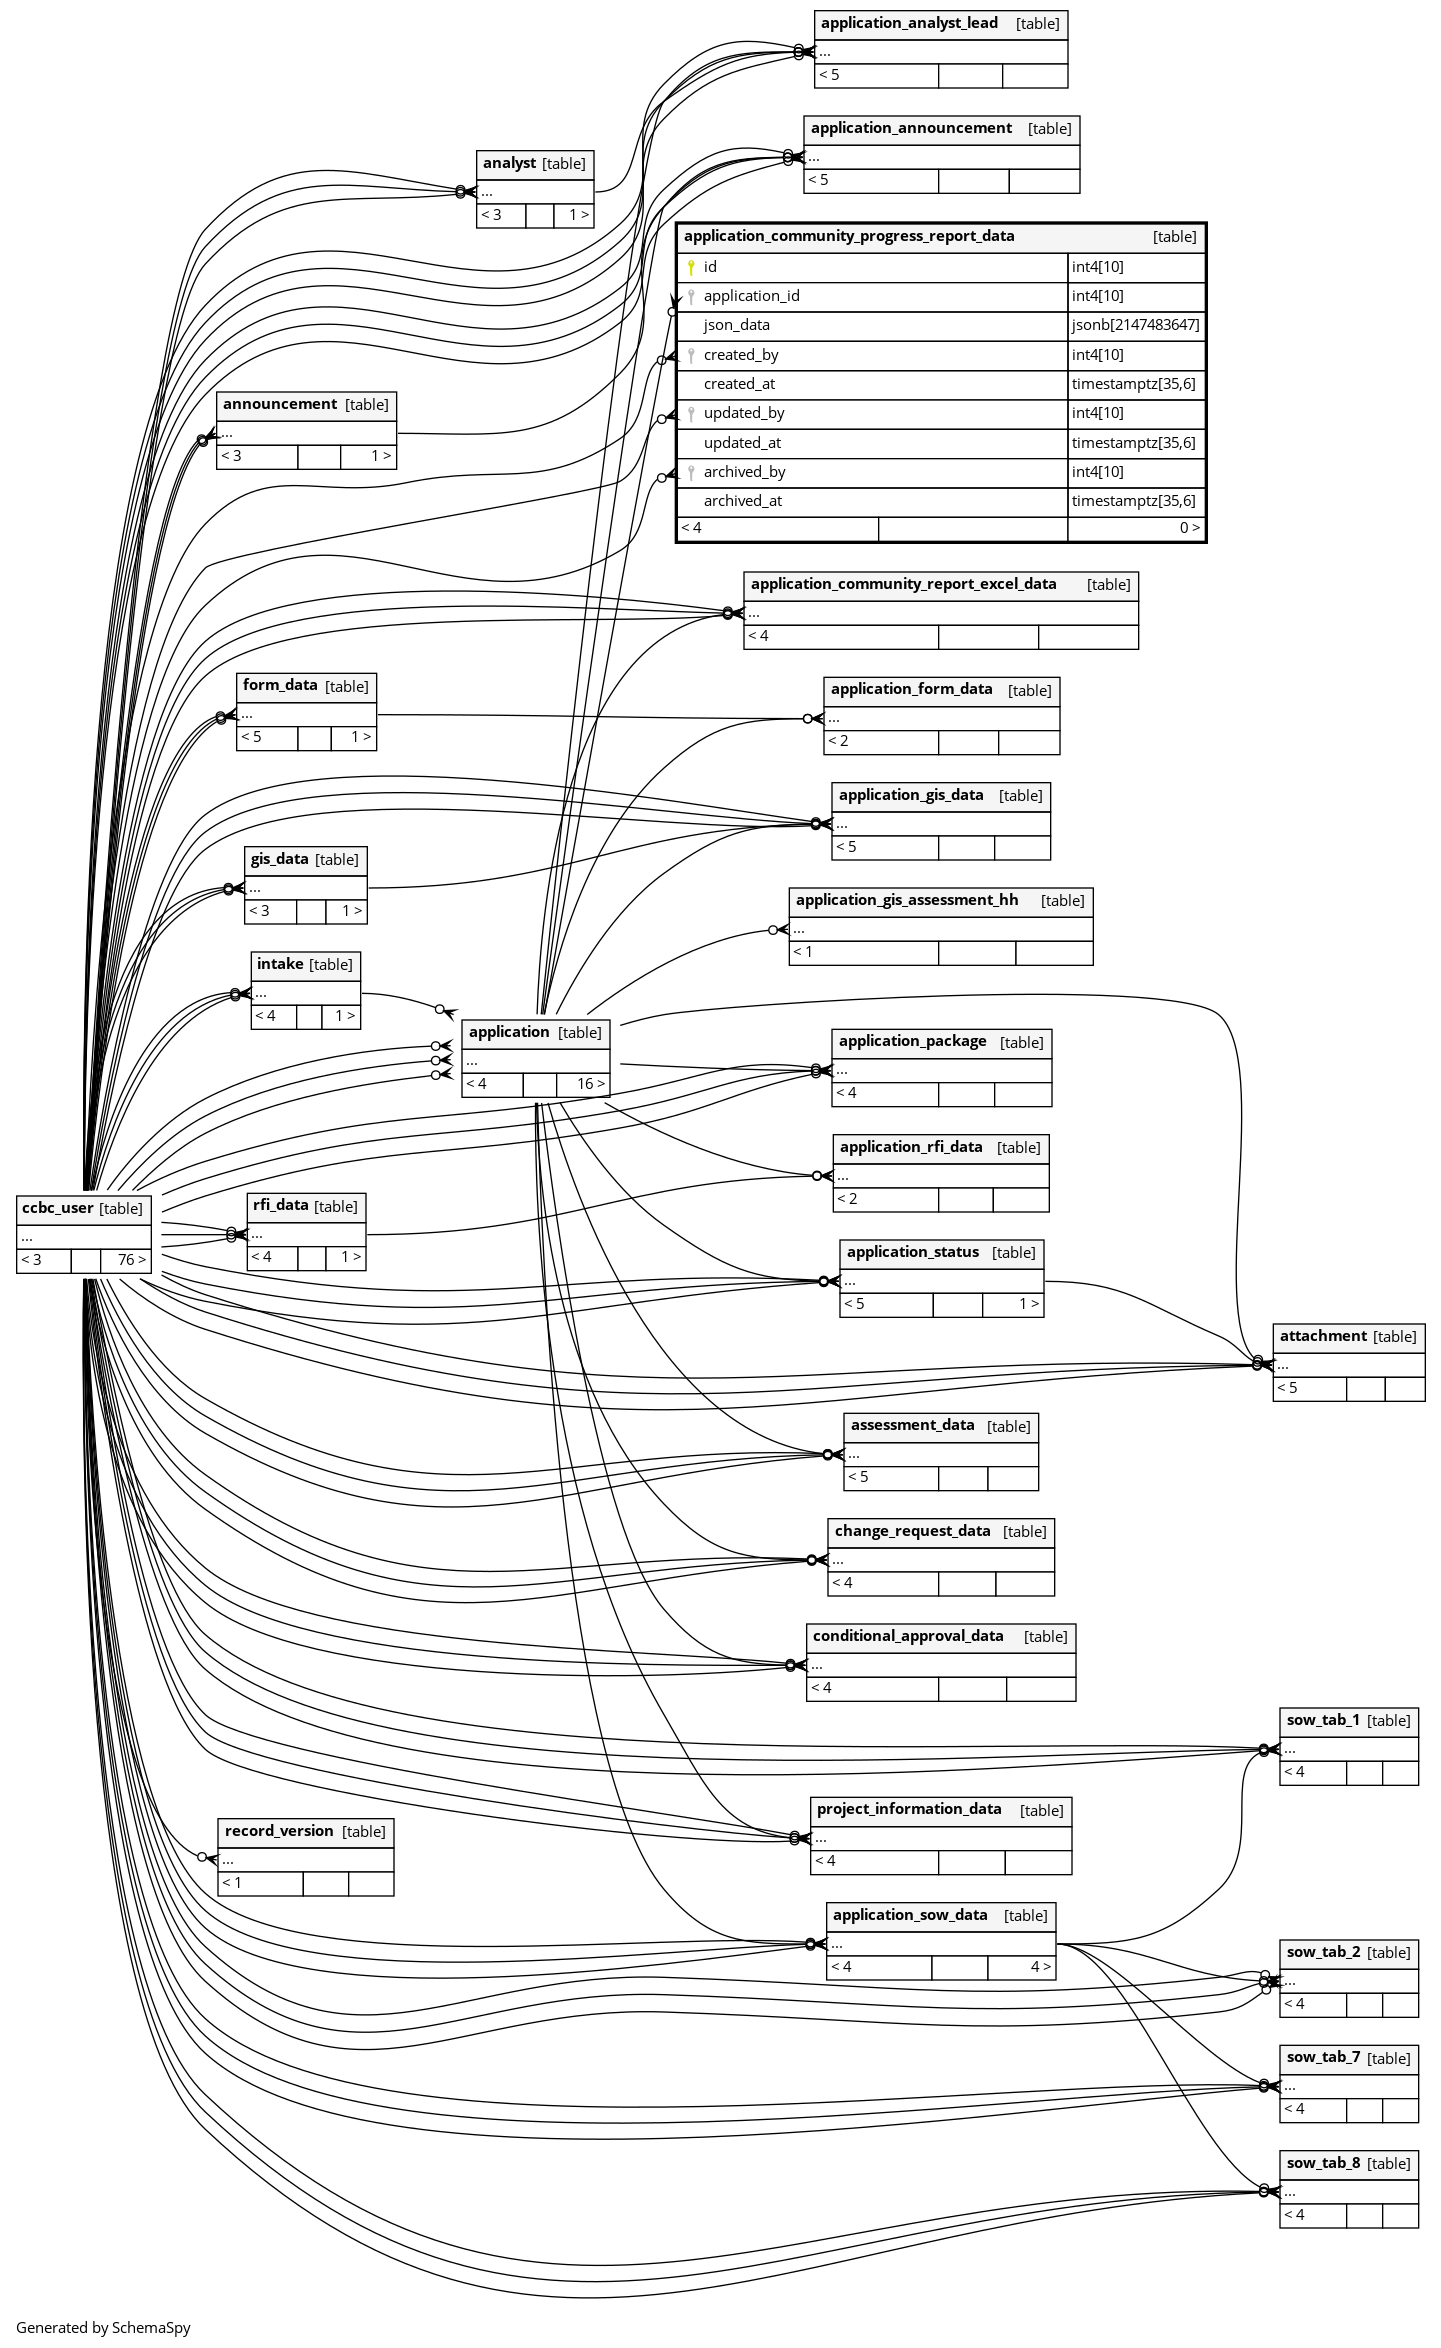 application_analyst_lead [table]
...
< 5
application_announcement [table]
...
< 5
analyst [table]
...
< 3 1 >
application_community_progress_report_data [table]
id int4[10]
application_id int4[10]
json_data jsonb[2147483647]
created_by int4[10]
created_at timestamptz[35,6]
updated_by int4[10]
updated_at timestamptz[35,6]
archived_by int4[10]
archived_at timestamptz[35,6]
< 4 0 >
announcement [table]
...
< 3 1 >
application_community_report_excel_data [table]
...
< 4
form_data [table]
...
< 5 1 >
application_form_data [table]
...
< 2
application_gis_data [table]
...
< 5
gis_data [table]
...
< 3 1 >
application_gis_assessment_hh [table]
...
< 1
intake [table]
...
< 4 1 >
application [table]
...
< 4 16 >
application_package [table]
...
< 4
application_rfi_data [table]
...
< 2
ccbc_user [table]
...
< 3 76 >
rfi_data [table]
...
< 4 1 >
application_status [table]
...
< 5 1 >
attachment [table]
...
< 5
assessment_data [table]
...
< 5
change_request_data [table]
...
< 4
conditional_approval_data [table]
...
< 4
sow_tab_1 [table]
...
< 4
project_information_data [table]
...
< 4
record_version [table]
...
< 1
application_sow_data [table]
...
< 4 4 >
sow_tab_2 [table]
...
< 4
sow_tab_7 [table]
...
< 4
sow_tab_8 [table]
...
< 4
Generated by SchemaSpy